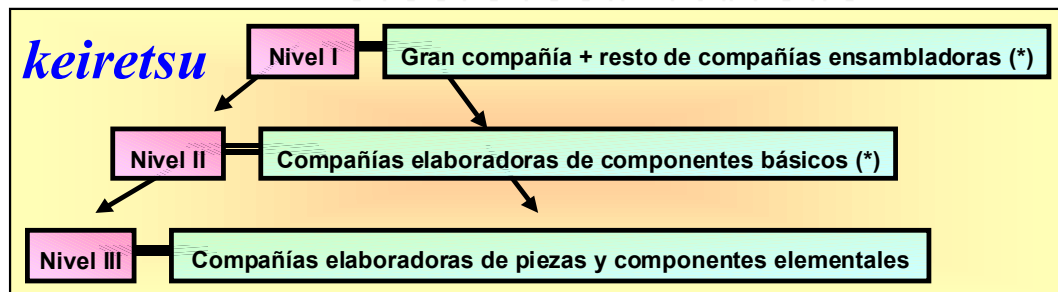 keiretsu
Nivel I
Gran compañía + resto de compañías ensambladoras (*)
Nivel II
Compañías elaboradoras de componentes básicos (*)
Nivel III
Compañías elaboradoras de piezas y componentes elementales